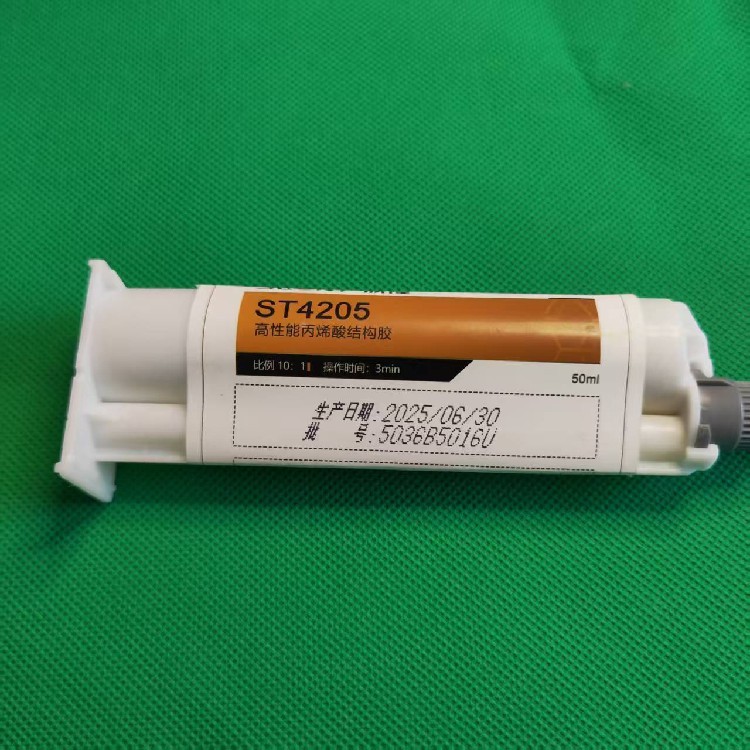 ST4205
高性能丙烯酸结构胶
比例 10：1 操作时间：3min
50ml
生产日期：2025/06/30
批 号：5036B5016U